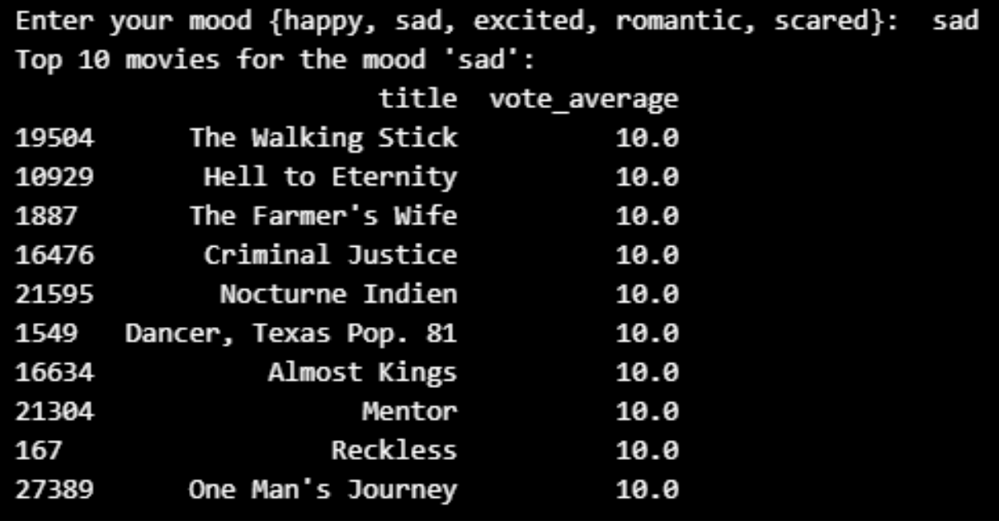 Enter your mood {happy, sad, excited, romantic, scared}:  sad
Top 10 movies for the mood 'sad':
                       title  vote_average
19504      The Walking Stick          10.0
10929       Hell to Eternity          10.0
1887       The Farmer's Wife          10.0
16476       Criminal Justice          10.0
21595        Nocturne Indien          10.0
1549   Dancer, Texas Pop. 81          10.0
16634           Almost Kings          10.0
21304                 Mentor          10.0
167                 Reckless          10.0
27389      One Man's Journey          10.0